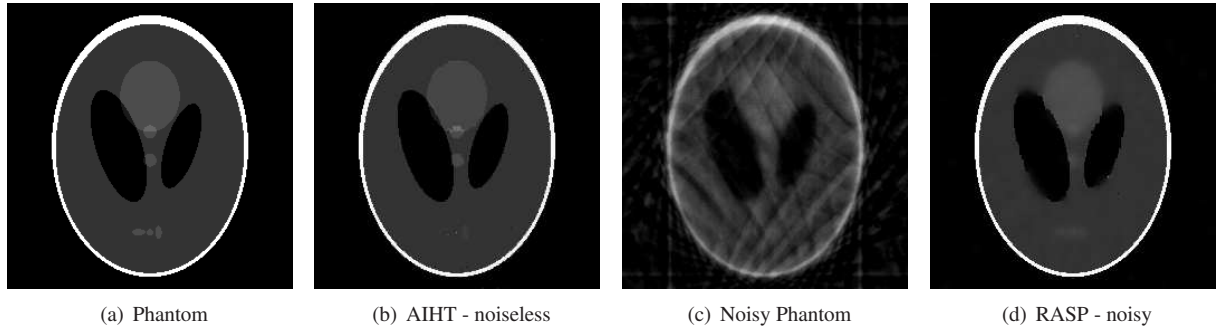 (a) Phantom
(b) AIHT - noiseless
(c) Noisy Phantom
(d) RASP - noisy